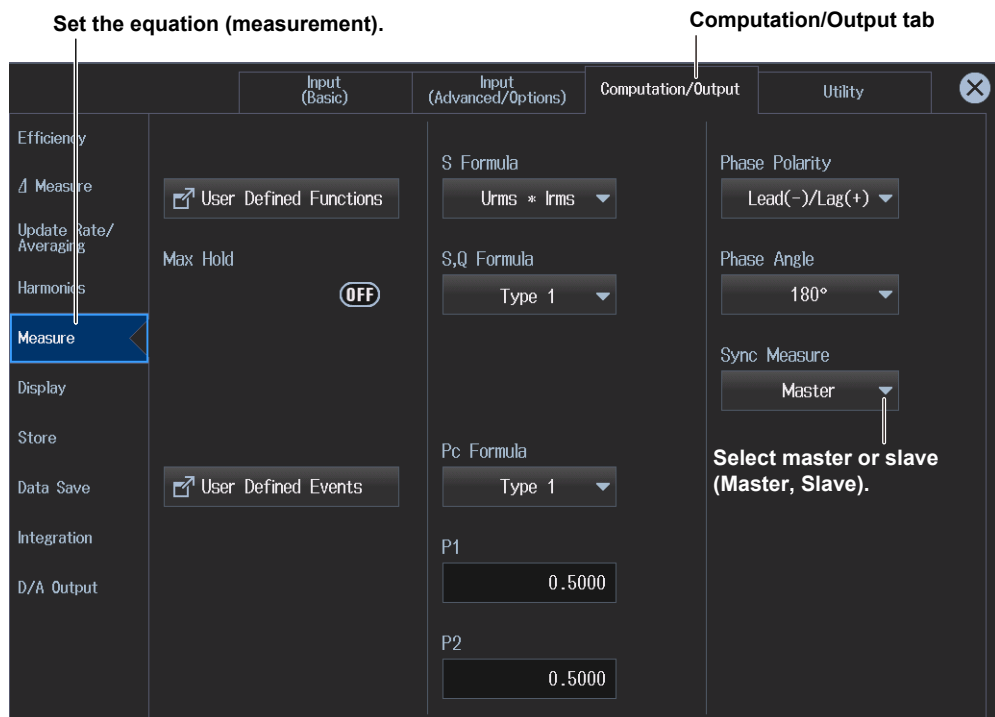 Set the equation (measurement).
Computation/Output tab
Input
(Basic)
Input
(Advanced/Options)
Computation/Output
Utility
Efficiency
⊿ Measure
Update Rate/
Averaging
Harmonics
Measure
Display
Store
Data Save
Integration
D/A Output
User Defined Functions
Max Hold
OFF
User Defined Events
S Formula
Urms * Irms
S,Q Formula
Type 1
Pc Formula
Type 1
P1
0.5000
P2
0.5000
Phase Polarity
Lead(-)/Lag(+)
Phase Angle
180°
Sync Measure
Master
Select master or slave
(Master, Slave).